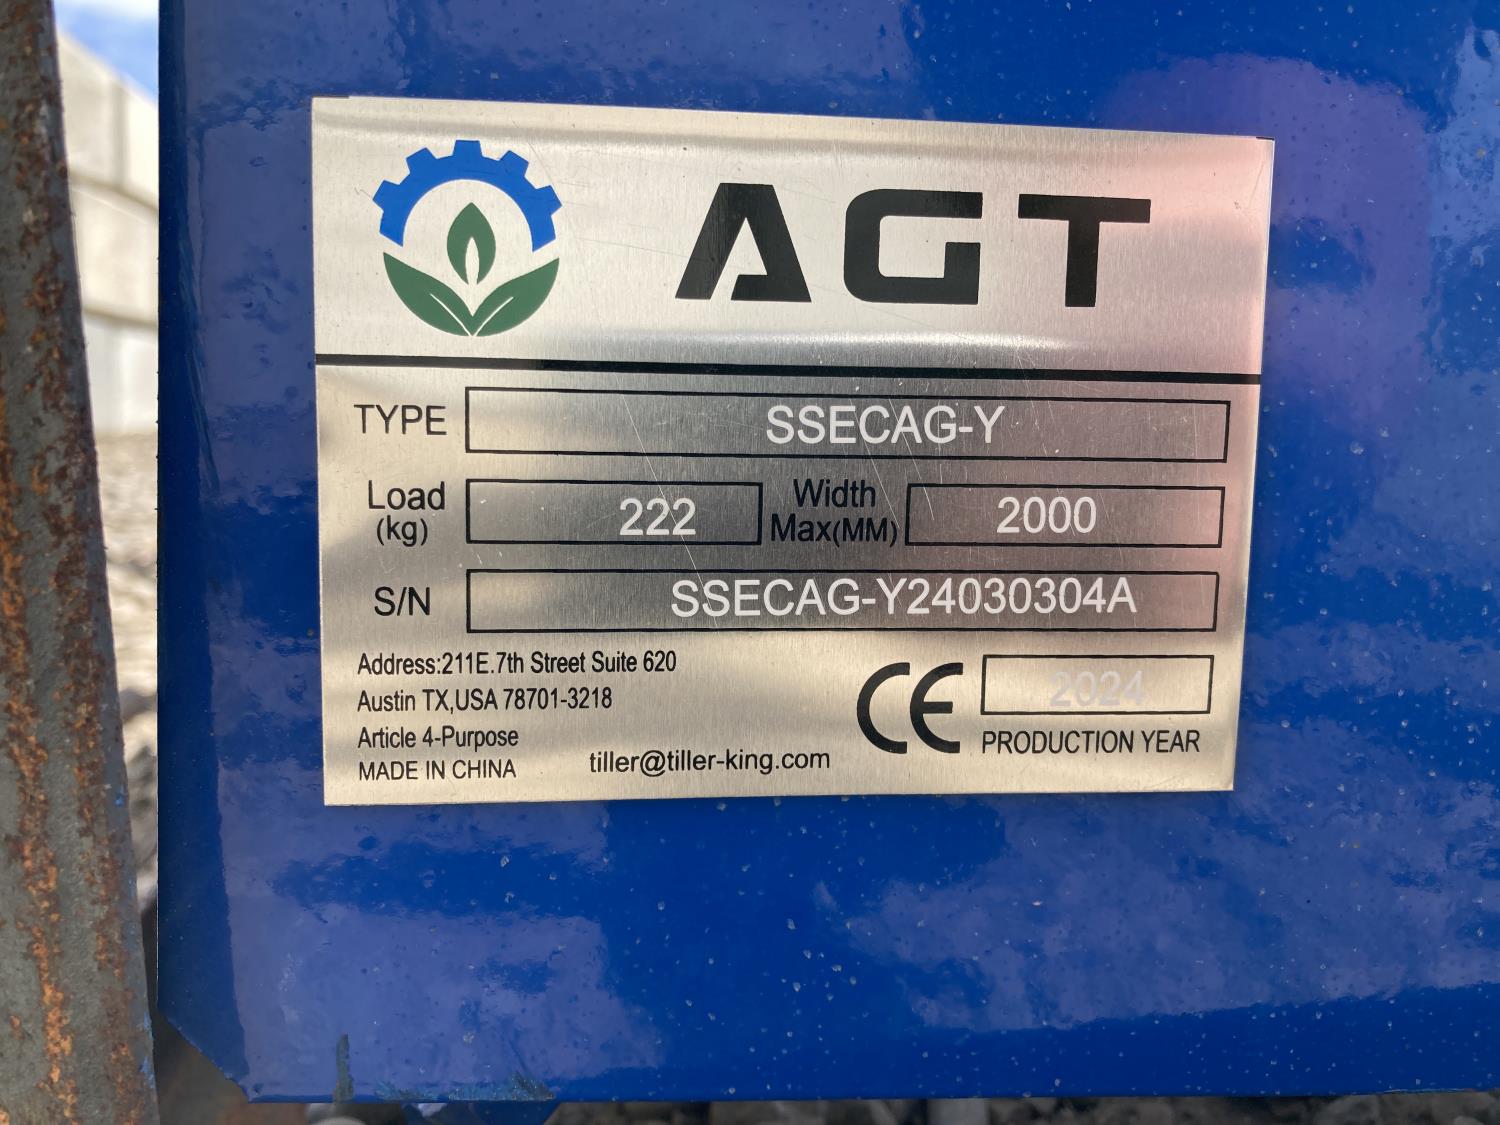 AGT
TYPE SSECAG-Y
Load (kg) 222 Width Max(MM) 2000
S/N SSECAG-Y24030304A
Address:211E.7th Street Suite 620
Austin TX,USA 78701-3218
Article 4-Purpose
MADE IN CHINA
tiller@tiller-king.com
CE
2024
PRODUCTION YEAR